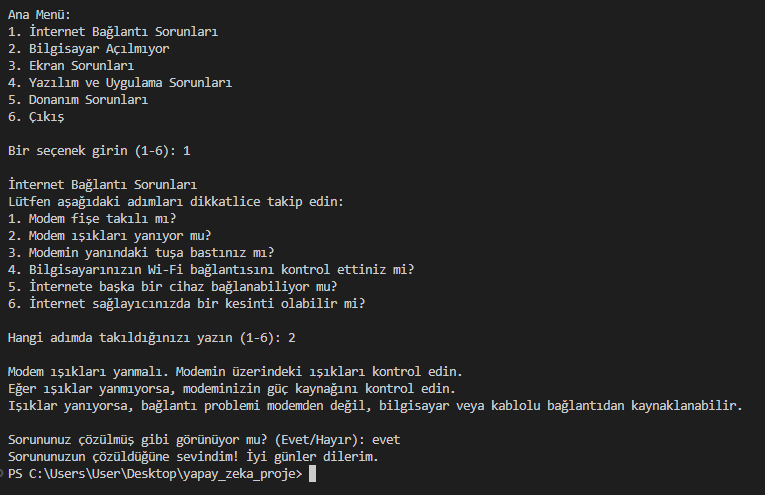 Ana Menü:
1. İnternet Bağlantı Sorunları
2. Bilgisayar Açılmıyor
3. Ekran Sorunları
4. Yazılım ve Uygulama Sorunları
5. Donanım Sorunları
6. Çıkış
Bir seçenek girin (1-6): 1
İnternet Bağlantı Sorunları
Lütfen aşağıdaki adımları dikkatlice takip edin:
1. Modem fişe takılı mı?
2. Modem ışıkları yanıyor mu?
3. Modemin yanındaki tuşa bastınız mı?
4. Bilgisayarınızın Wi-Fi bağlantısını kontrol ettiniz mi?
5. İnternete başka bir cihaz bağlanabiliyor mu?
6. İnternet sağlayıcınızda bir kesinti olabilir mi?
Hangi adımda takıldığınızı yazın (1-6): 2
Modem ışıkları yanmalı. Modemin üzerindeki ışıkları kontrol edin.
Eğer ışıklar yanmıyorsa, modeminizin güç kaynağını kontrol edin.
Işıklar yanıyorsa, bağlantı problemi modemden değil, bilgisayar veya kablolu bağlantıdan kaynaklanabilir.
Sorununuz çözülmüş gibi görünüyor mu? (Evet/Hayır): evet
Sorununuzun çözüldüğüne sevindim! İyi günler dilerim.
PS C:\Users\User\Desktop\yapay_zeka_proje>